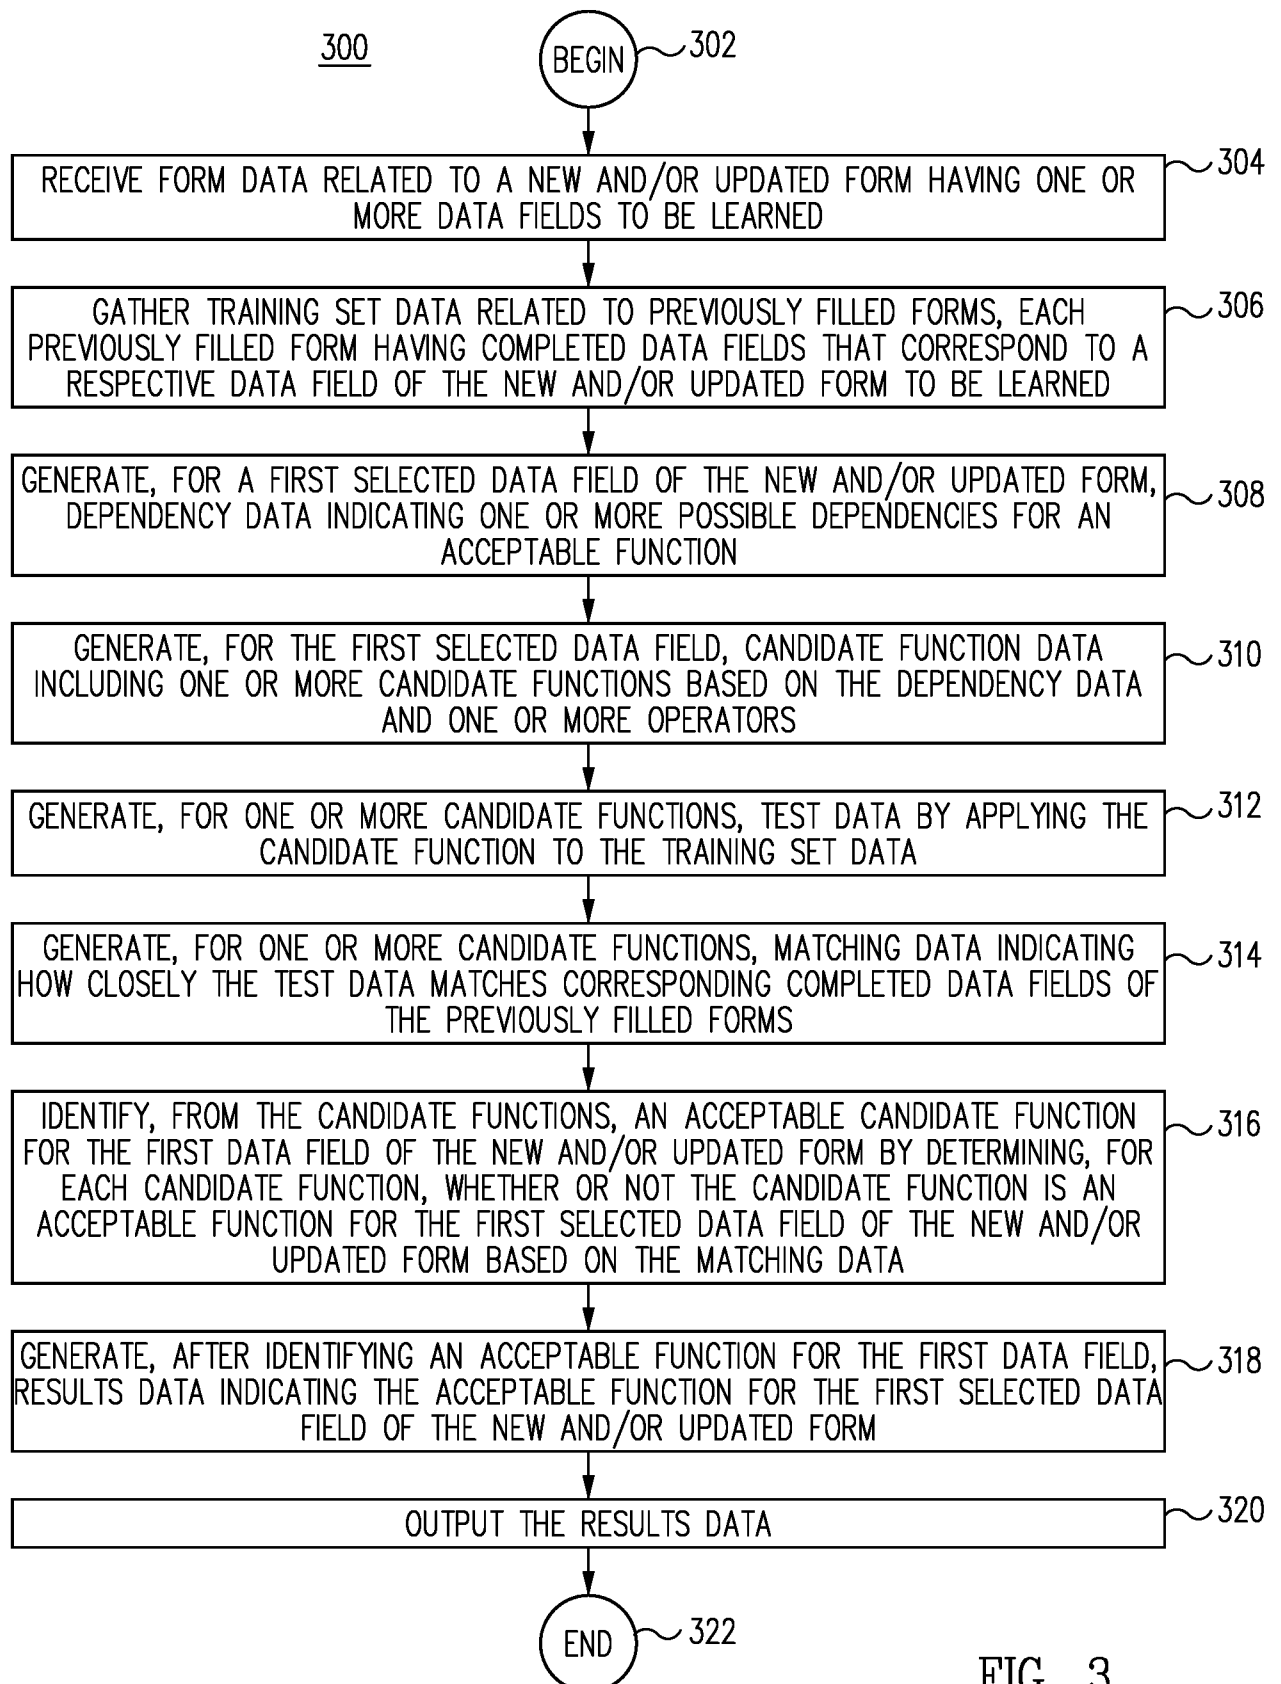 300
BEGIN
302
RECEIVE FORM DATA RELATED TO A NEW AND/OR UPDATED FORM HAVING ONE OR
MORE DATA FIELDS TO BE LEARNED
304
GATHER TRAINING SET DATA RELATED TO PREVIOUSLY FILLED FORMS, EACH
PREVIOUSLY FILLED FORM HAVING COMPLETED DATA FIELDS THAT CORRESPOND TO A
RESPECTIVE DATA FIELD OF THE NEW AND/OR UPDATED FORM TO BE LEARNED
306
GENERATE, FOR A FIRST SELECTED DATA FIELD OF THE NEW AND/OR UPDATED FORM,
DEPENDENCY DATA INDICATING ONE OR MORE POSSIBLE DEPENDENCIES FOR AN
ACCEPTABLE FUNCTION
308
GENERATE, FOR THE FIRST SELECTED DATA FIELD, CANDIDATE FUNCTION DATA
INCLUDING ONE OR MORE CANDIDATE FUNCTIONS BASED ON THE DEPENDENCY DATA
AND ONE OR MORE OPERATORS
310
GENERATE, FOR ONE OR MORE CANDIDATE FUNCTIONS, TEST DATA BY APPLYING THE
CANDIDATE FUNCTION TO THE TRAINING SET DATA
312
GENERATE, FOR ONE OR MORE CANDIDATE FUNCTIONS, MATCHING DATA INDICATING
HOW CLOSELY THE TEST DATA MATCHES CORRESPONDING COMPLETED DATA FIELDS OF
THE PREVIOUSLY FILLED FORMS
314
IDENTIFY, FROM THE CANDIDATE FUNCTIONS, AN ACCEPTABLE CANDIDATE FUNCTION
FOR THE FIRST DATA FIELD OF THE NEW AND/OR UPDATED FORM BY DETERMINING, FOR
EACH CANDIDATE FUNCTION, WHETHER OR NOT THE CANDIDATE FUNCTION IS AN
ACCEPTABLE FUNCTION FOR THE FIRST SELECTED DATA FIELD OF THE NEW AND/OR
UPDATED FORM BASED ON THE MATCHING DATA
316
GENERATE, AFTER IDENTIFYING AN ACCEPTABLE FUNCTION FOR THE FIRST DATA FIELD,
RESULTS DATA INDICATING THE ACCEPTABLE FUNCTION FOR THE FIRST SELECTED DATA
FIELD OF THE NEW AND/OR UPDATED FORM
318
OUTPUT THE RESULTS DATA
320
END
322
FIG. 3